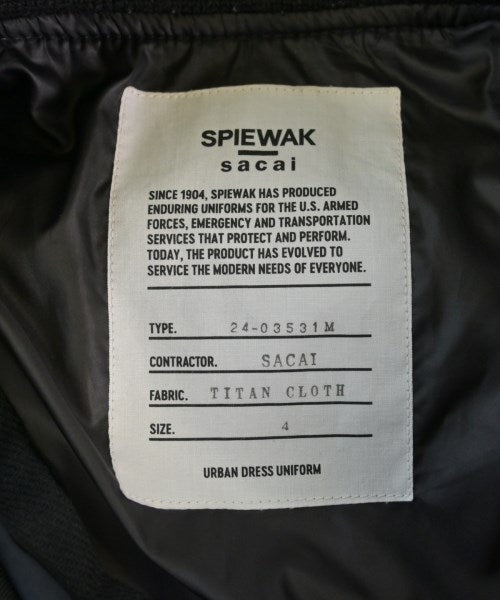 SPIEWAK
sacai
SINCE 1904, SPIEWAK HAS PRODUCED
ENDURING UNIFORMS FOR THE U.S. ARMED
FORCES, EMERGENCY AND TRANSPORTATION
SERVICES THAT PROTECT AND PERFORM.
TODAY, THE PRODUCT HAS EVOLVED TO
SERVICE THE MODERN NEEDS OF EVERYONE.
TYPE. 24-03531M
CONTRACTOR. SACAI
FABRIC. TITAN CLOTH
SIZE. 4
URBAN DRESS UNIFORM